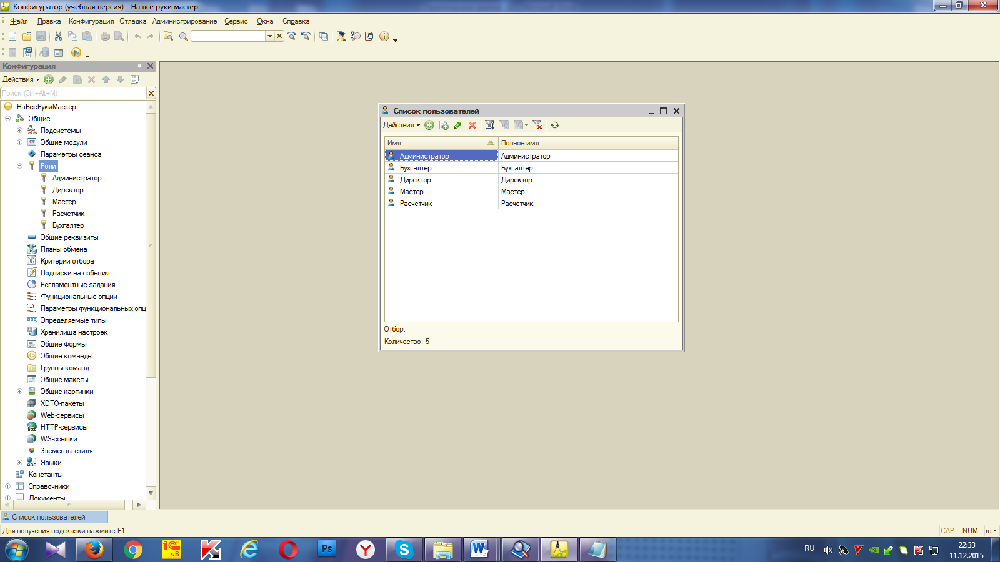 Конфигуратор (учебная версия) - На все руки мастер
Файл Правка Конфигурация Отладка Администрирование Сервис Окна Справка
Конфигурация
Действия
Поиск (Ctrl+Alt+M)
НаВсеРукиМастер
Общие
Подсистемы
Общие модули
Параметры сеанса
Роли
Администратор
Директор
Мастер
Расчетчик
Бухгалтер
Общие реквизиты
Планы обмена
Критерии отбора
Подписки на события
Регламентные задания
Функциональные опции
Параметры функциональных опц
Определяемые типы
Хранилища настроек
Общие формы
Общие команды
Группы команд
Общие макеты
Общие картинки
XDTO-пакеты
Web-сервисы
HTTP-сервисы
WS-ссылки
Элементы стиля
Языки
Константы
Справочники
Документы
Список пользователей
Действия
Имя Полное имя
Администратор Администратор
Бухгалтер Бухгалтер
Директор Директор
Мастер Мастер
Расчетчик Расчетчик
Отбор:
Количество: 5
Список пользователей
Для получения подсказки нажмите F1
CAP NUM ru
RU
22:33
11.12.2015